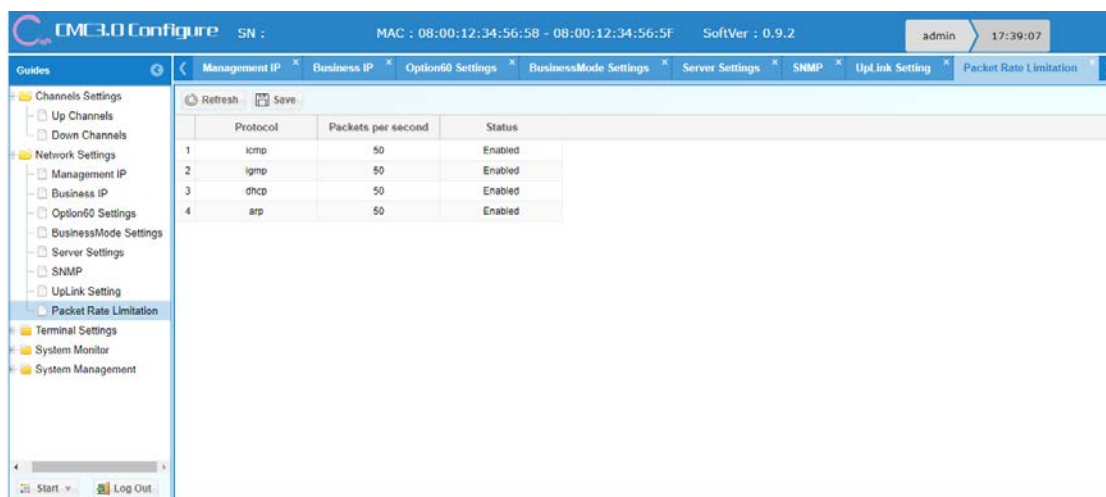 CMC3.0 Configure SN : MAC : 08:00:12:34:56:58 - 08:00:12:34:56:5F SoftVer : 0.9.2 admin 17:39:07
Guides Management IP Business IP Option60 Settings BusinessMode Settings Server Settings SNMP UpLink Setting Packet Rate Limitation
Refresh Save
Protocol Packets per second Status
1 icmp 50 Enabled
2 igmp 50 Enabled
3 dhcp 50 Enabled
4 arp 50 Enabled
Channels Settings
Up Channels
Down Channels
Network Settings
Management IP
Business IP
Option60 Settings
BusinessMode Settings
Server Settings
SNMP
UpLink Setting
Packet Rate Limitation
Terminal Settings
System Monitor
System Management
Start Log Out